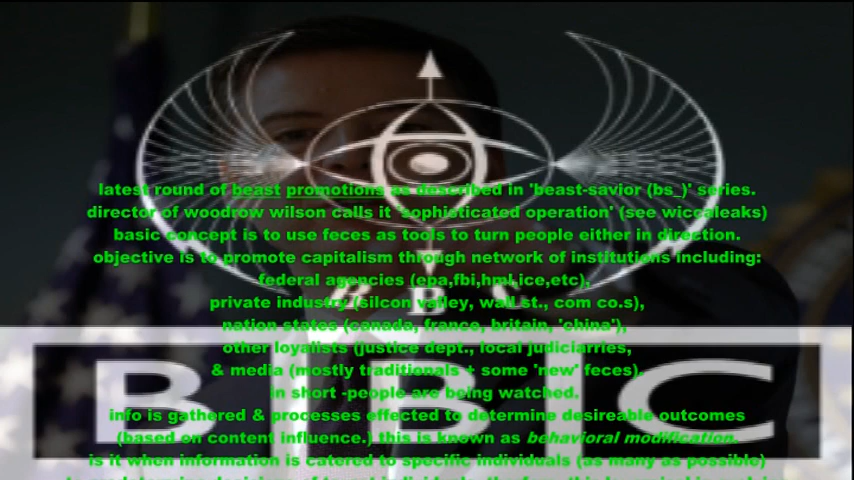 latest round of beast promotions as described in 'beast-savior (bs_)' series.
director of woodrow wilson calls it 'sophisticated operation' (see wiccaleaks)
basic concept is to use feces as tools to turn people either in direction.
objective is to promote capitalism through network of institutions including:
federal agencies (epa,fbi,hml,ice,etc),
private industry (silcon valley, wall st., com co.s),
B B C
nation states (canada, france, britain, 'china'),
other loyalists (justice dept., local judiciarries,
& media (mostly traditionals + some 'new' feces).
in short -people are being watched.
BBC
info is gathered & processes effected to determine desireable outcomes
(based on content influence.) this is known as behavioral modification.
is it when information is catered to specific individuals (as many as possible)